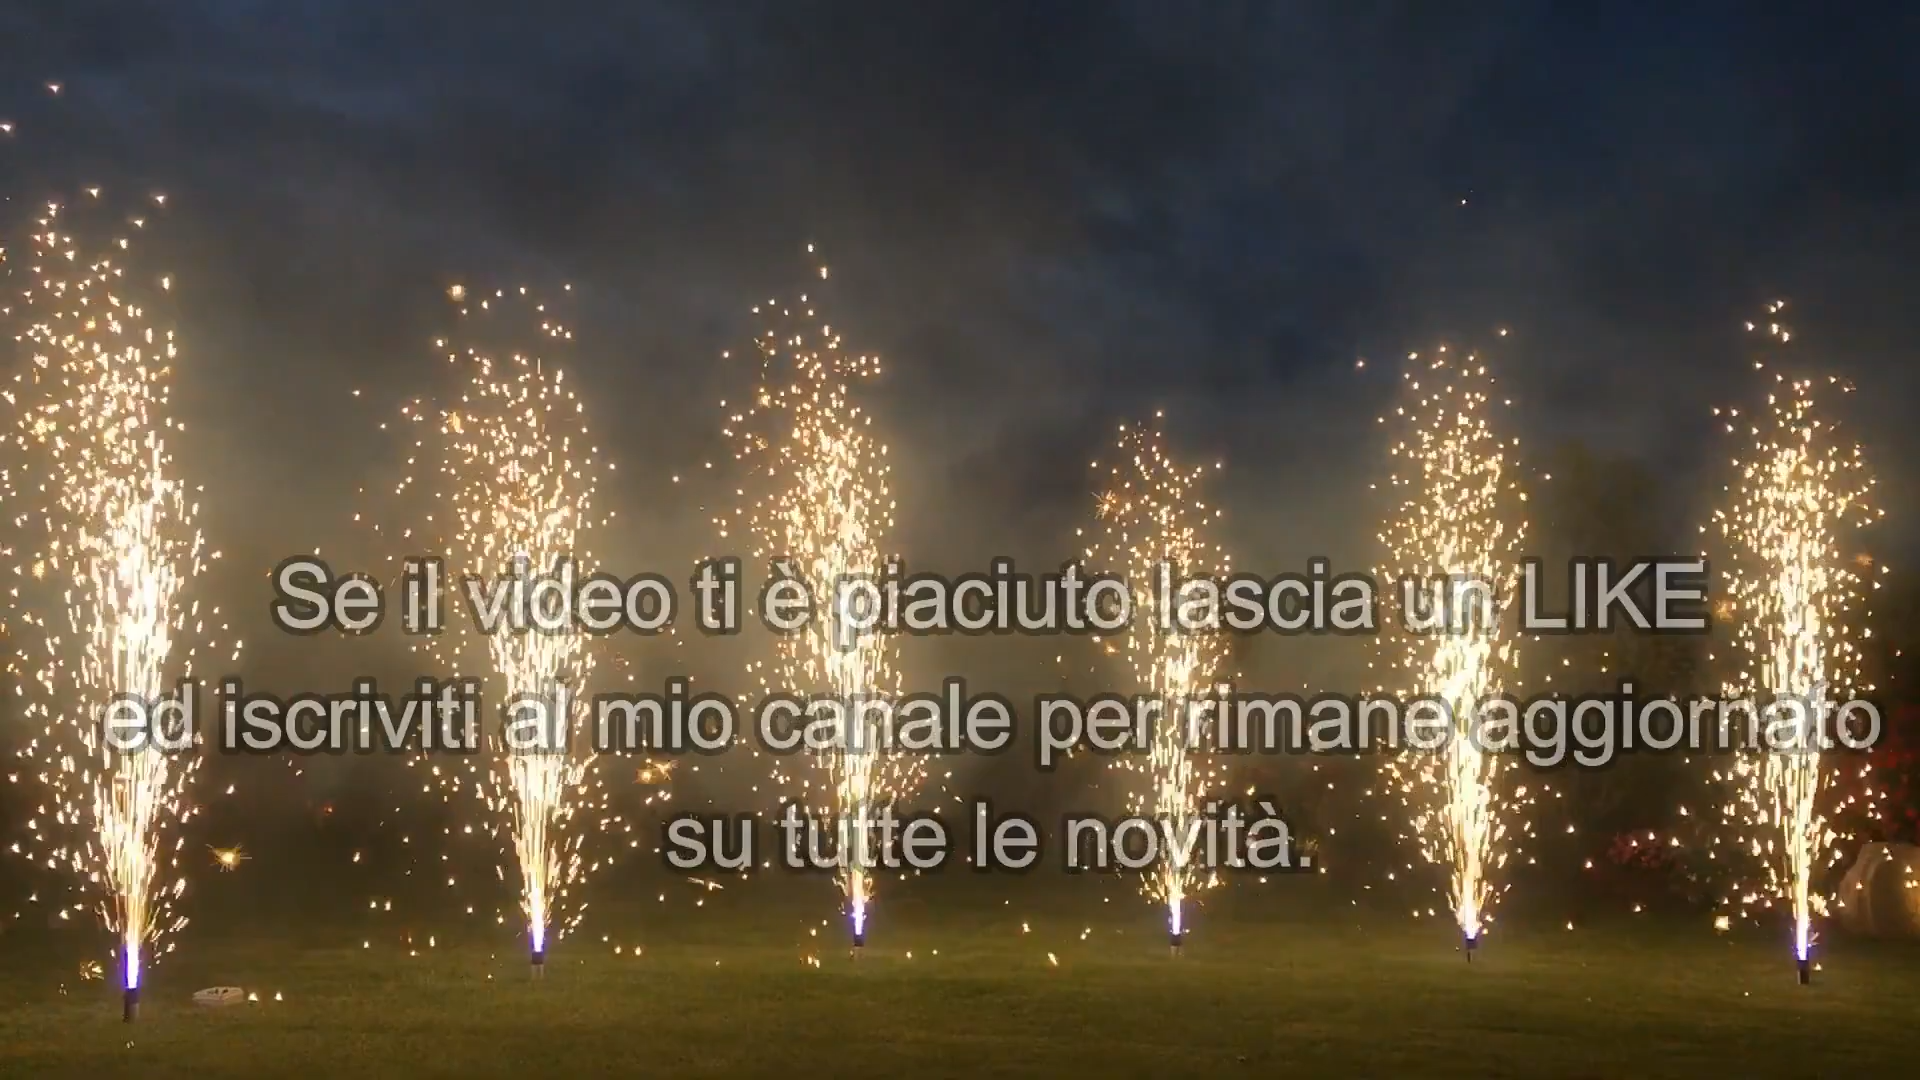 Se il video ti è piaciuto lascia un LIKE
ed iscriviti al mio canale per rimane aggiornato
su tutte le novità.